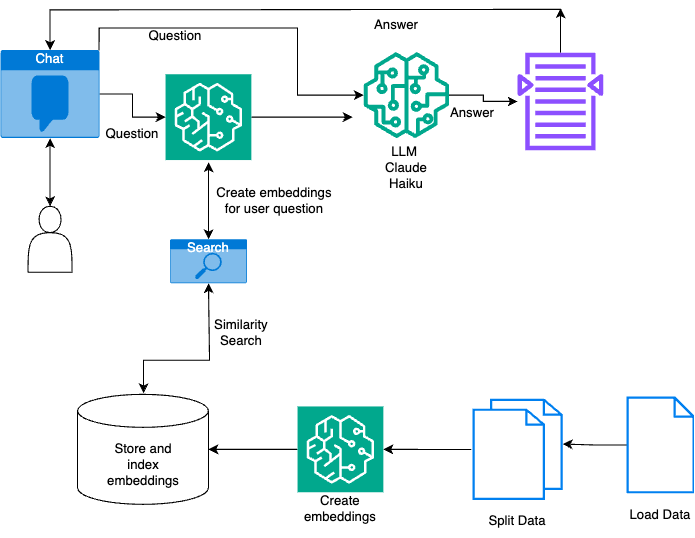 Answer
Question
Chat
Question
Answer
LLM
Claude
Haiku
Create embeddings
for user question
Search
Similarity
Search
Store and
index
embeddings
Create
embeddings
Split Data
Load Data